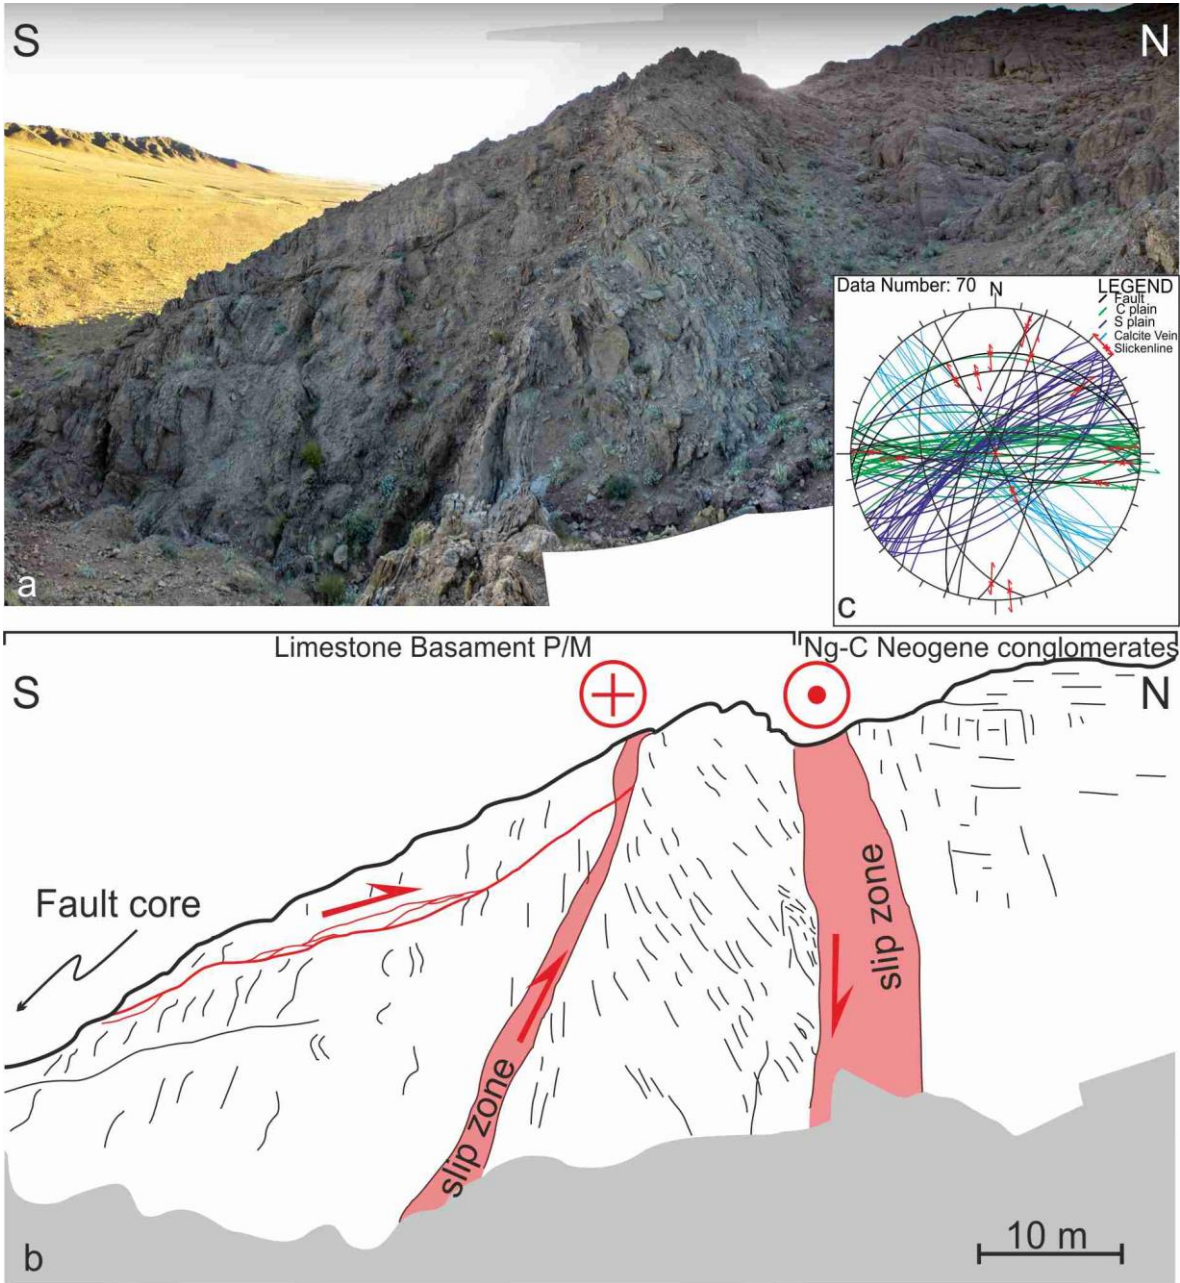 S
N
a
Data Number: 70
N
LEGEND
Fault
C plain
S plain
Calcite Vein
Slickenline
c
Limestone Basament P/M
Ng-C Neogene conglomerates
S
N
Fault core
slip zone
slip zone
10 m
b